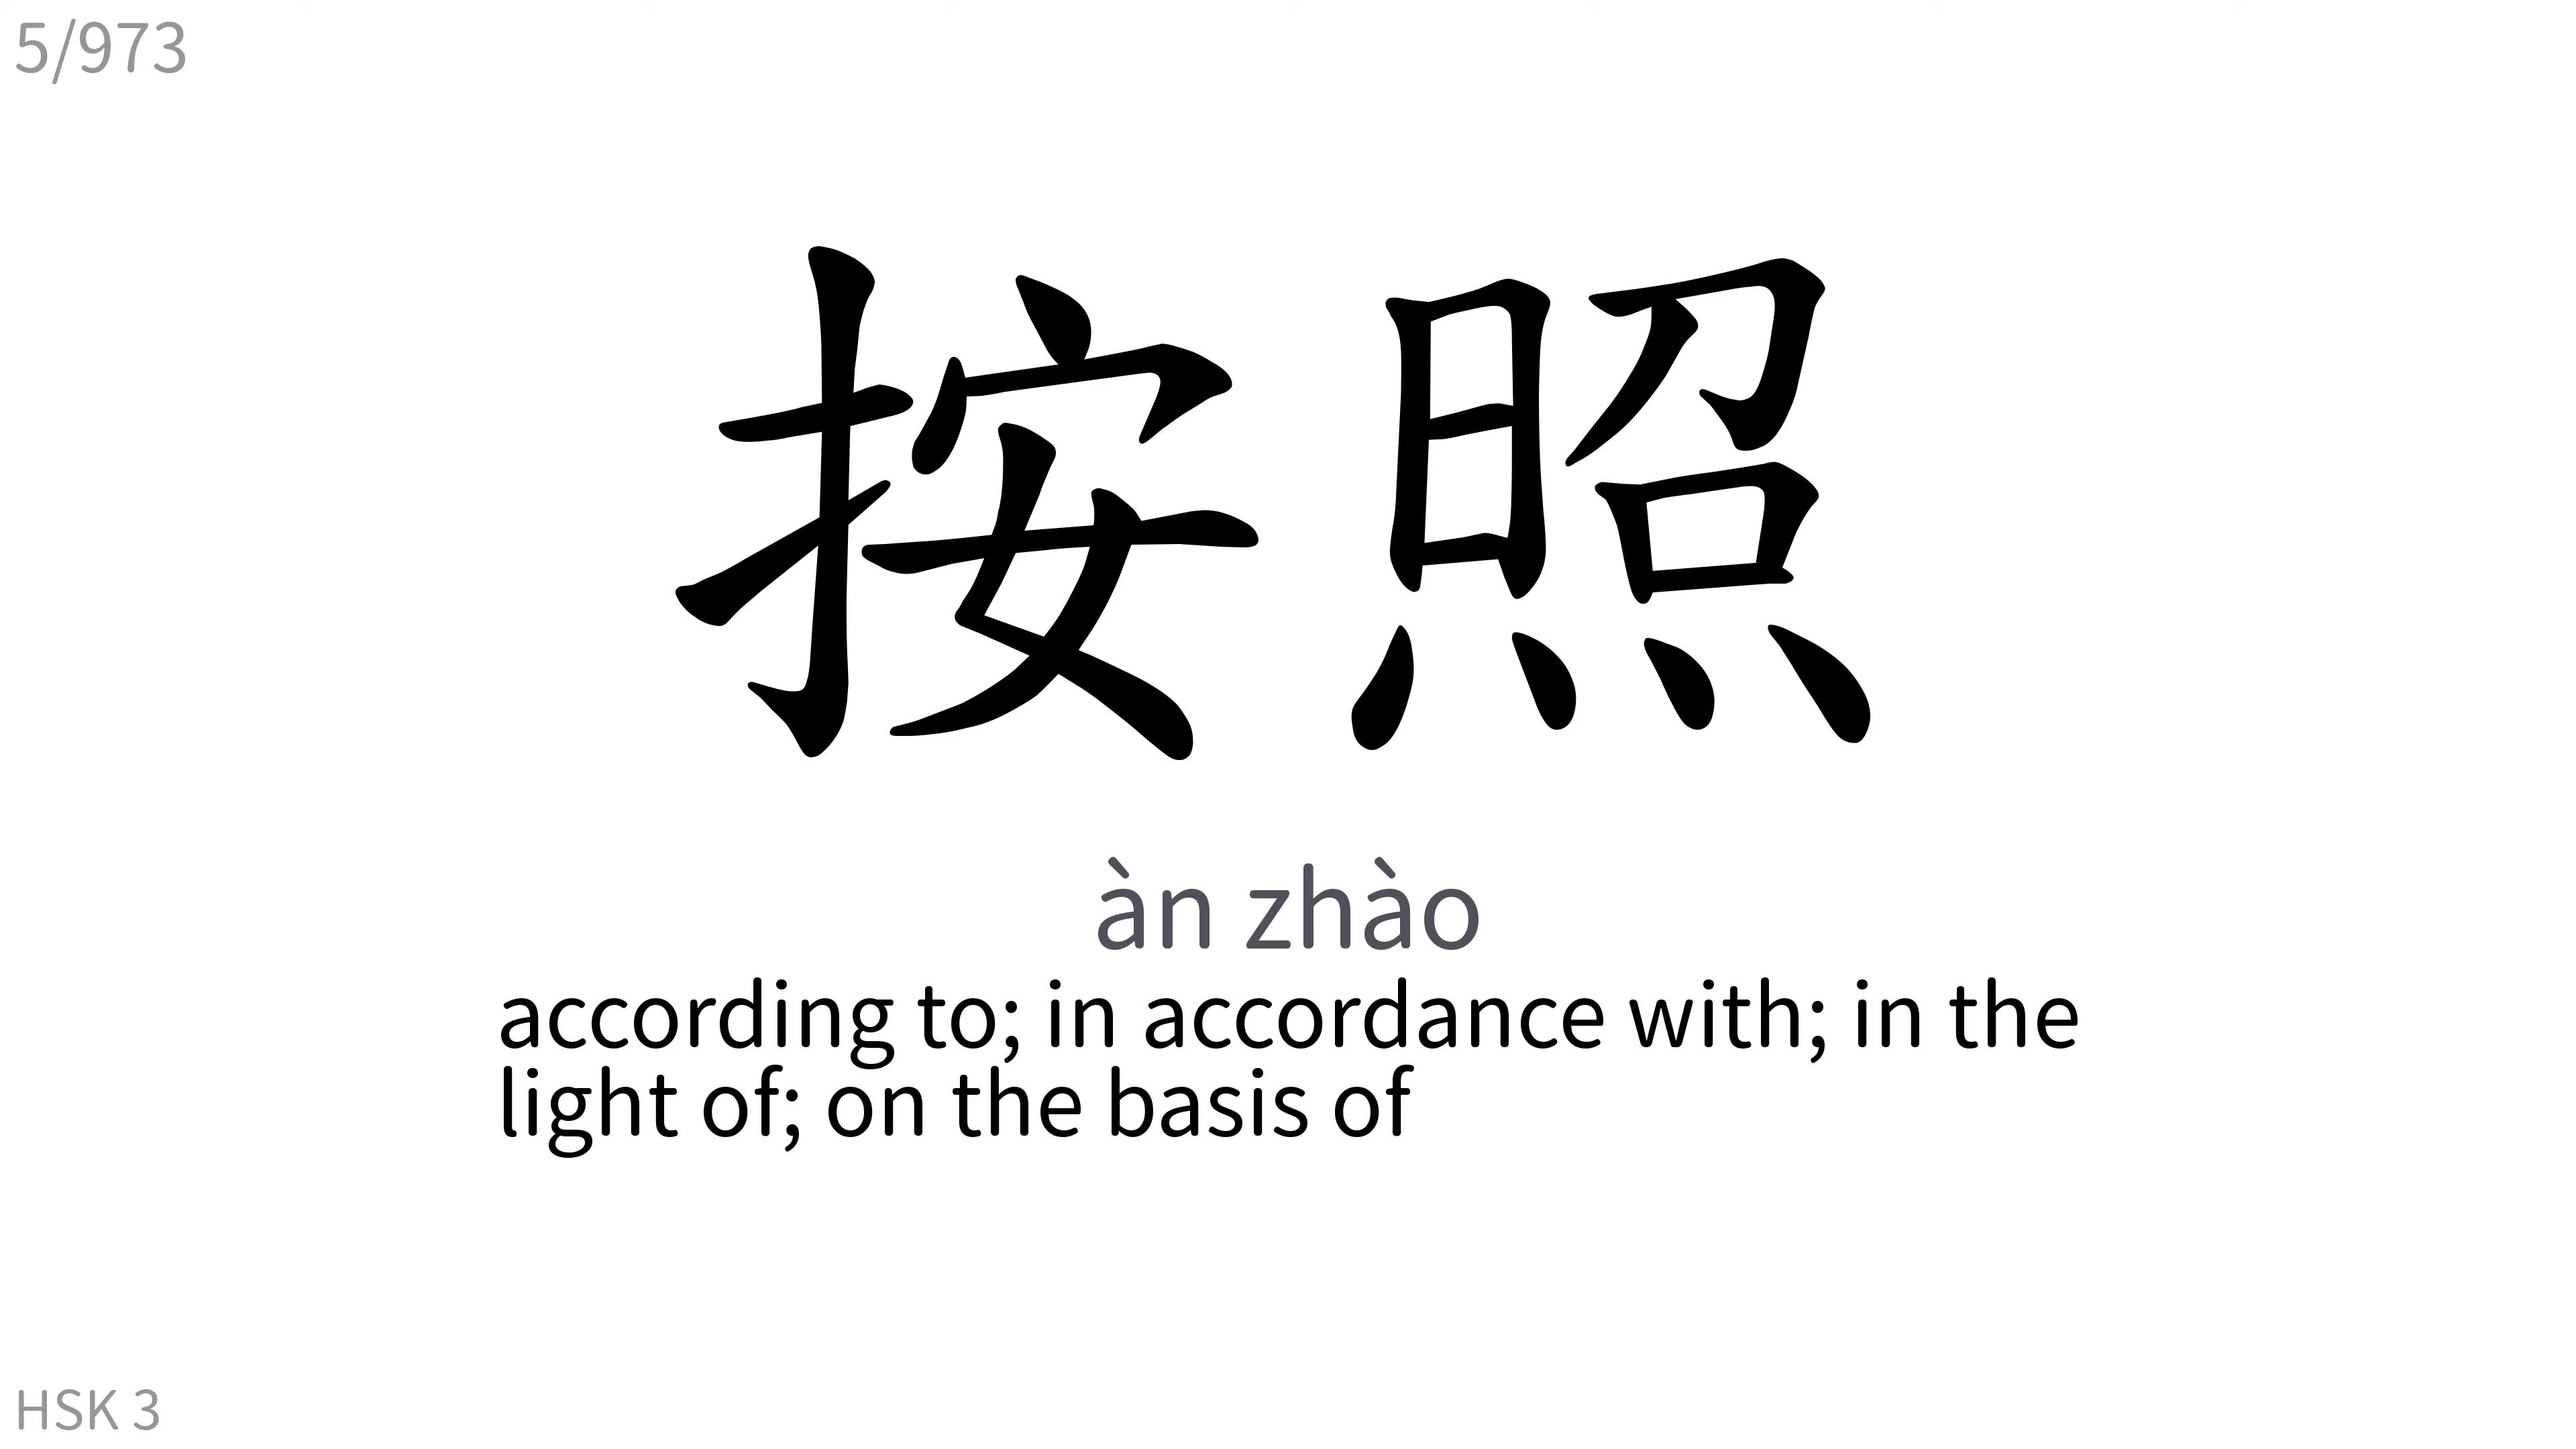 5/973
按照
àn zhào
according to; in accordance with; in the
light of; on the basis of
HSK 3